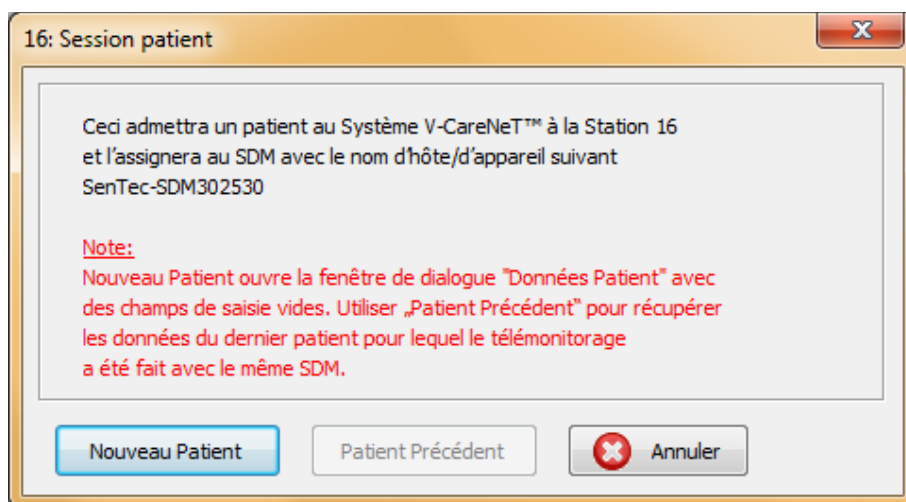 16: Session patient
Ceci admettra un patient au Système V-CareNeT™ à la Station 16
et l'assignera au SDM avec le nom d'hôte/d'appareil suivant
SenTec-SDM302530
Note:
Nouveau Patient ouvre la fenêtre de dialogue "Données Patient" avec
des champs de saisie vides. Utiliser „Patient Précédent“ pour récupérer
les données du dernier patient pour lequel le télémonitorage
a été fait avec le même SDM.
Nouveau Patient
Patient Précédent
Annuler